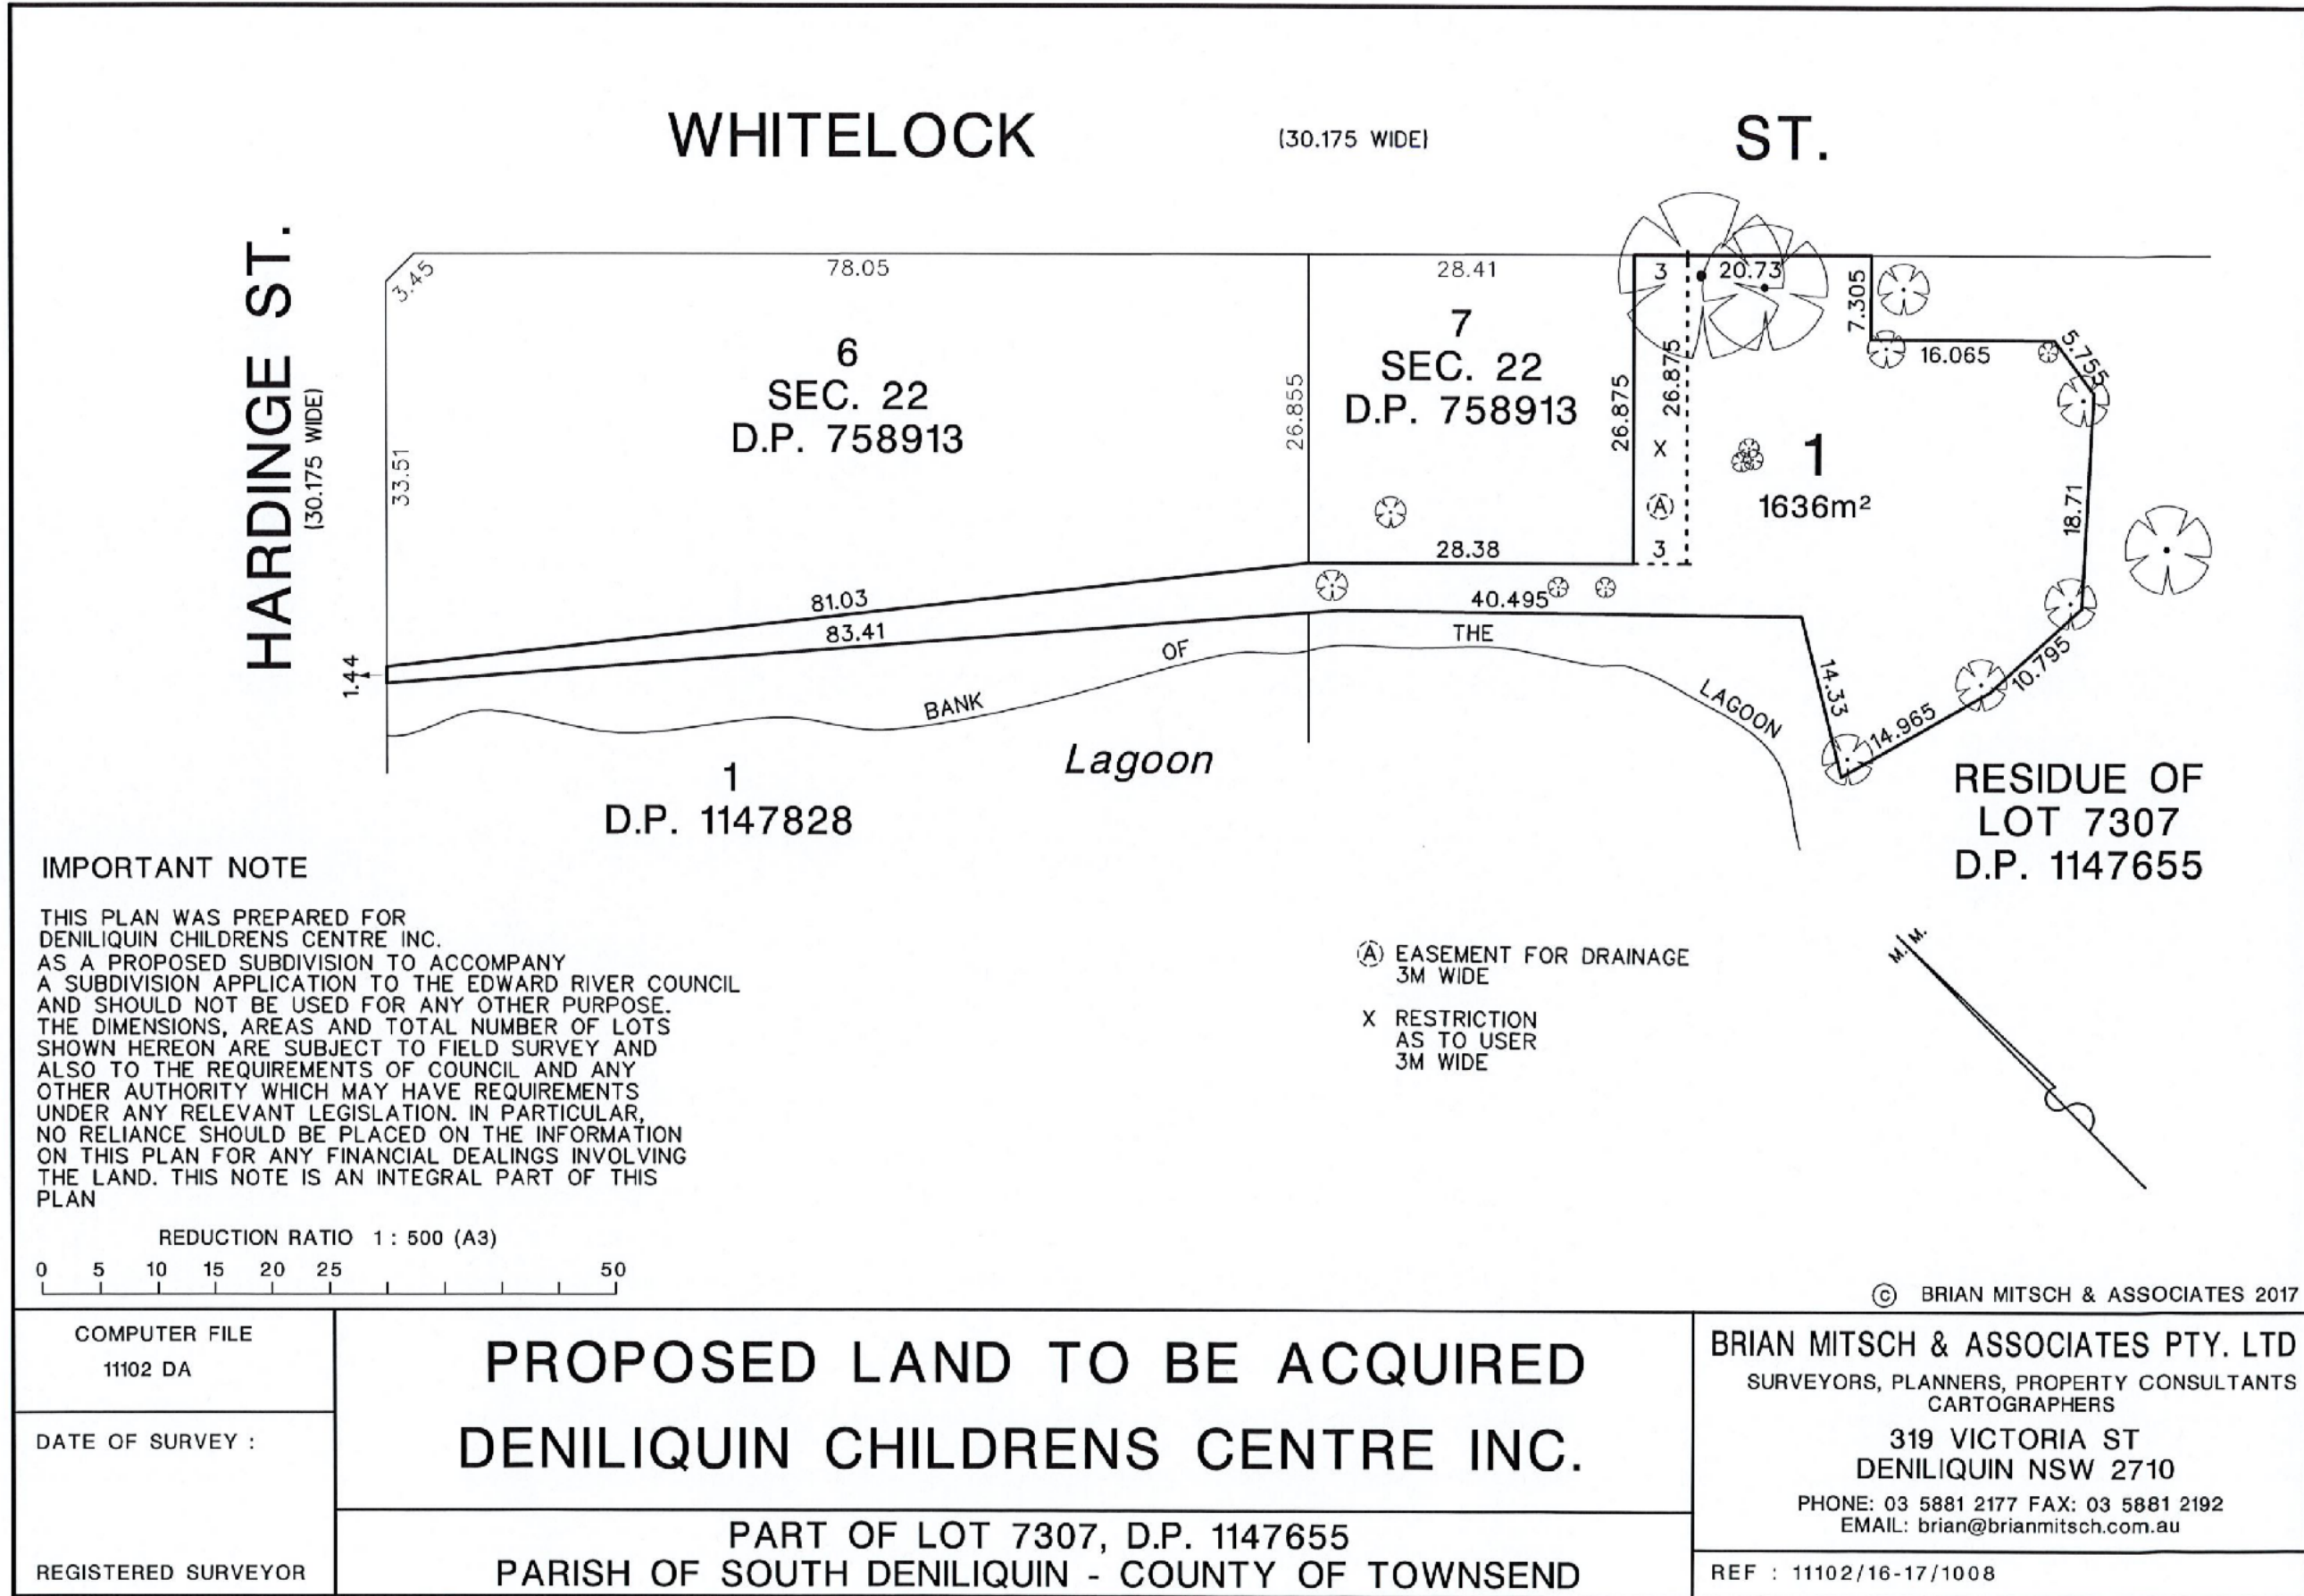 WHITELOCK (30.175 WIDE) ST.
HARDINGE ST.
(30.175 WIDE)
3.45
78.05
28.41
3
20.73
7.305
16.065
5.755
6
SEC. 22
D.P. 758913
7
SEC. 22
D.P. 758913
33.51
26.855
26.875
26.875
X
A
3
1
1636m²
18.71
28.38
81.03
83.41
40.495
1.44
14.33
14.965
10.795
BANK OF THE LAGOON
Lagoon
1
D.P. 1147828
RESIDUE OF
LOT 7307
D.P. 1147655
IMPORTANT NOTE
THIS PLAN WAS PREPARED FOR
DENILIQUIN CHILDRENS CENTRE INC.
AS A PROPOSED SUBDIVISION TO ACCOMPANY
A SUBDIVISION APPLICATION TO THE EDWARD RIVER COUNCIL
AND SHOULD NOT BE USED FOR ANY OTHER PURPOSE.
THE DIMENSIONS, AREAS AND TOTAL NUMBER OF LOTS
SHOWN HEREON ARE SUBJECT TO FIELD SURVEY AND
ALSO TO THE REQUIREMENTS OF COUNCIL AND ANY
OTHER AUTHORITY WHICH MAY HAVE REQUIREMENTS
UNDER ANY RELEVANT LEGISLATION. IN PARTICULAR,
NO RELIANCE SHOULD BE PLACED ON THE INFORMATION
ON THIS PLAN FOR ANY FINANCIAL DEALINGS INVOLVING
THE LAND. THIS NOTE IS AN INTEGRAL PART OF THIS
PLAN
A EASEMENT FOR DRAINAGE
3M WIDE
X RESTRICTION
AS TO USER
3M WIDE
M.M.
REDUCTION RATIO 1 : 500 (A3)
0 5 10 15 20 25 50
© BRIAN MITSCH & ASSOCIATES 2017
COMPUTER FILE
11102 DA
DATE OF SURVEY :
REGISTERED SURVEYOR
PROPOSED LAND TO BE ACQUIRED
DENILIQUIN CHILDRENS CENTRE INC.
PART OF LOT 7307, D.P. 1147655
PARISH OF SOUTH DENILIQUIN - COUNTY OF TOWNSEND
BRIAN MITSCH & ASSOCIATES PTY. LTD
SURVEYORS, PLANNERS, PROPERTY CONSULTANTS
CARTOGRAPHERS
319 VICTORIA ST
DENILIQUIN NSW 2710
PHONE: 03 5881 2177 FAX: 03 5881 2192
EMAIL: brian@brianmitsch.com.au
REF : 11102/16-17/1008